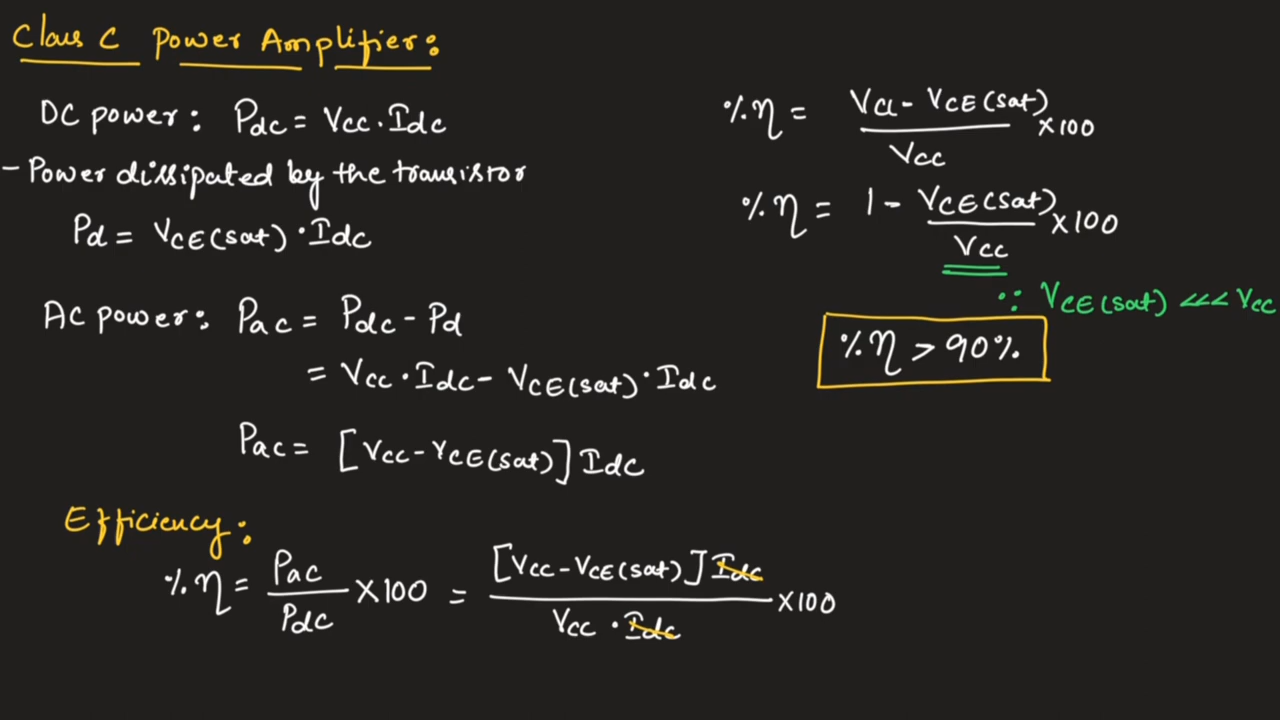 Class C Power Amplifier:
DC power: Pdc = Vcc . Idc
- Power dissipated by the transistor
Pd = VCE(sat) . Idc
AC power: Pac = Pdc - Pd
= Vcc . Idc - VCE(sat) . Idc
Pac = [Vcc - VCE(sat)] Idc
Efficiency:
% η = Pac / Pdc × 100 = [Vcc - VCE(sat)] Idc / Vcc . Idc × 100
% η = Vcc - VCE(sat) / Vcc × 100
% η = 1 - VCE(sat) / Vcc × 100
∵ VCE(sat) <<< Vcc
% η > 90%